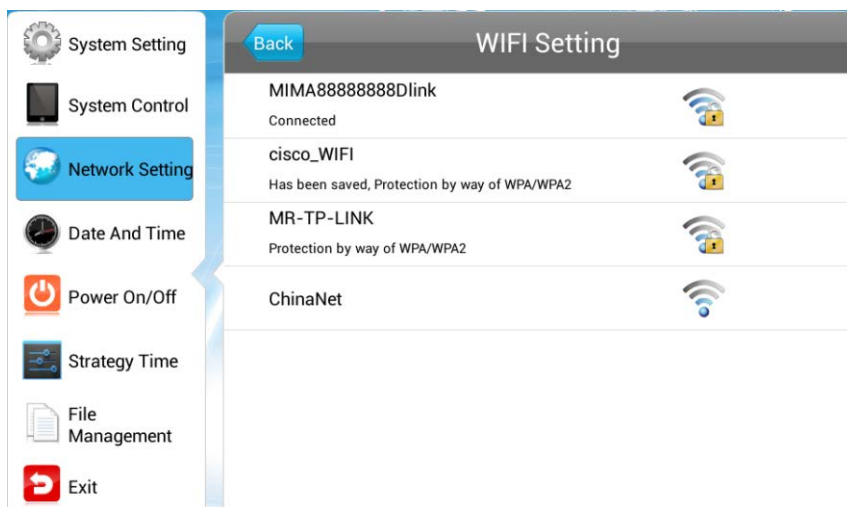 System Setting
System Control
Network Setting
Date And Time
Power On/Off
Strategy Time
File
Management
Exit
Back
WIFI Setting
MIMA88888888Dlink
Connected
cisco_WIFI
Has been saved, Protection by way of WPA/WPA2
MR-TP-LINK
Protection by way of WPA/WPA2
ChinaNet